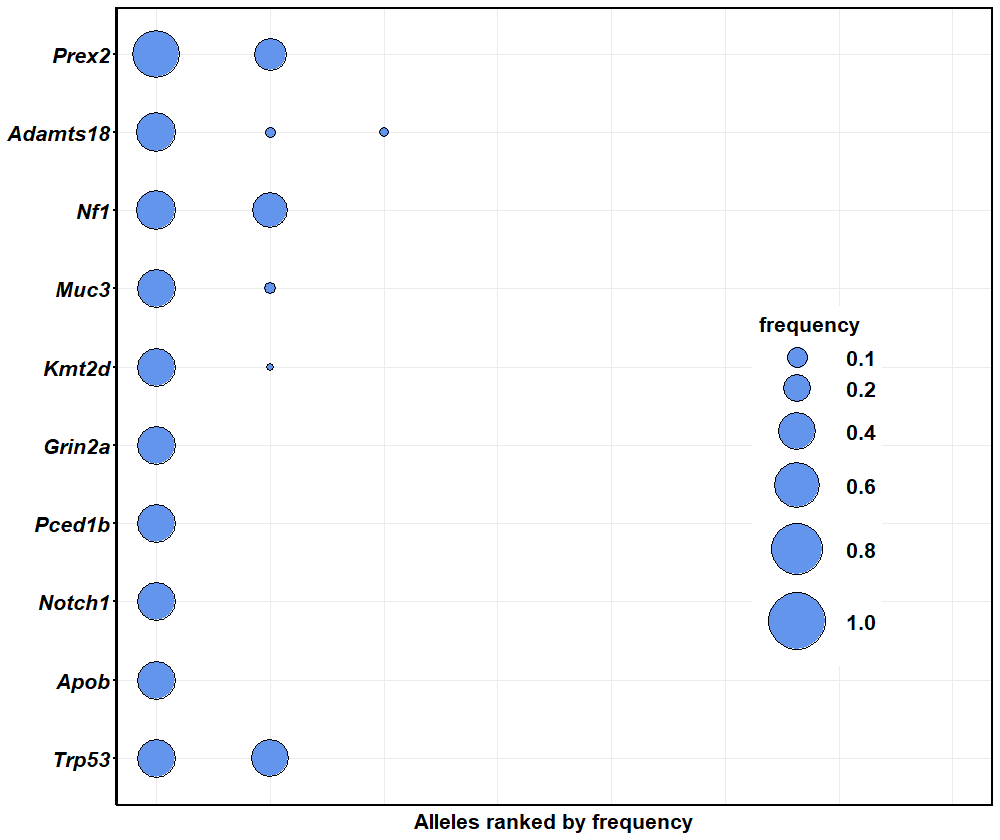 Prex2
Adamts18
Nf1
Muc3
Kmt2d
Grin2a
Pced1b
Notch1
Apob
Trp53
frequency
0.1
0.2
0.4
0.6
0.8
1.0
Alleles ranked by frequency